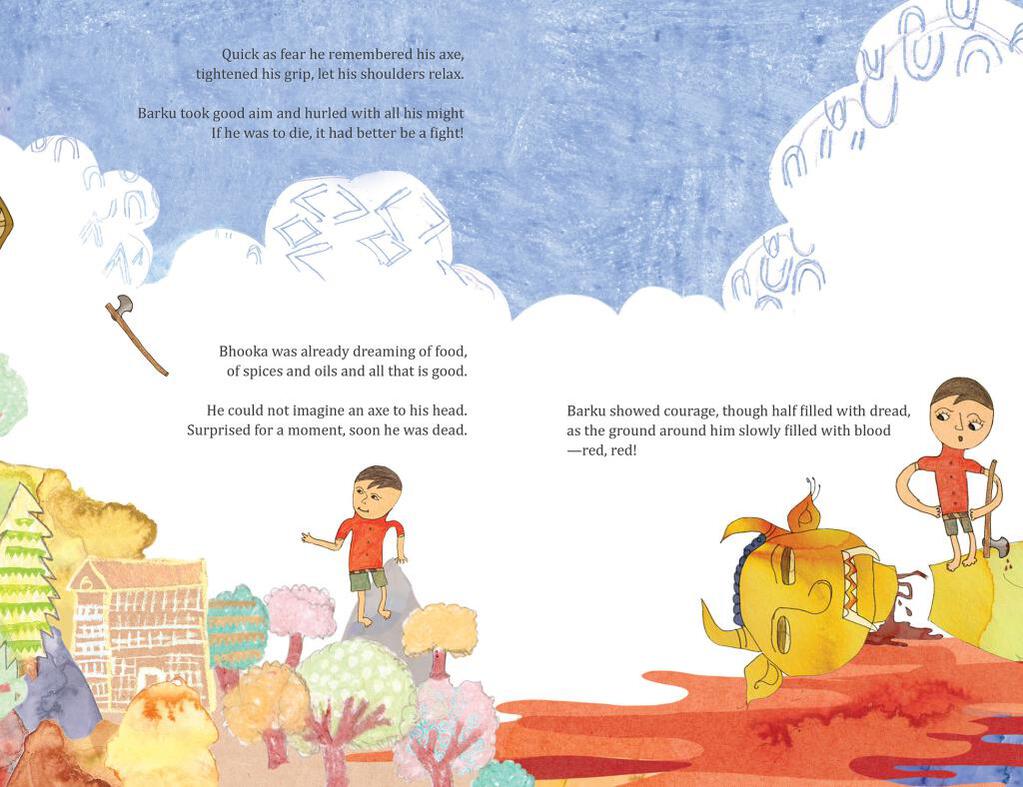 Quick as fear he remembered his axe,
tightened his grip, let his shoulders relax.
Barku took good aim and hurled with all his might
If he was to die, it had better be a fight!
Bhooka was already dreaming of food,
of spices and oils and all that is good.
He could not imagine an axe to his head.
Surprised for a moment, soon he was dead.
Barku showed courage, though half filled with dread,
as the ground around him slowly filled with blood
—red, red!